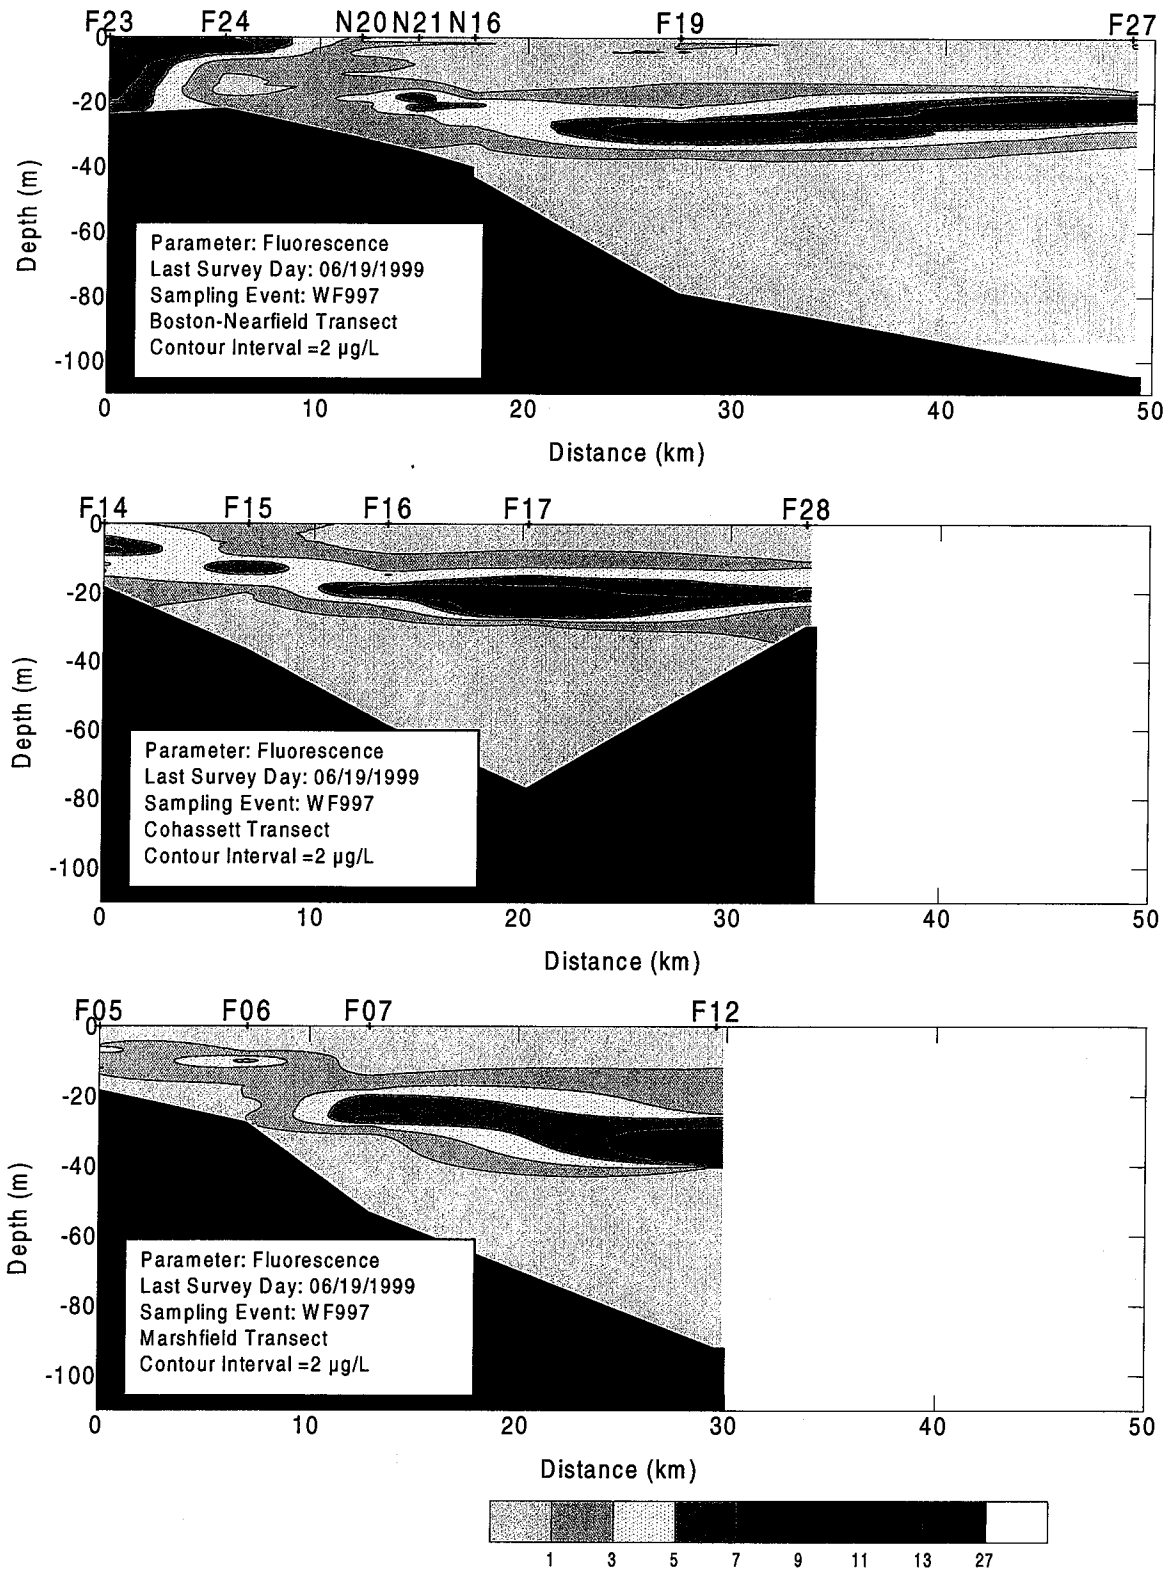 F23 F24 N20 N21 N16 F19 F27
0
-20
-40
-60
-80
-100
Depth (m)
Parameter: Fluorescence
Last Survey Day: 06/19/1999
Sampling Event: WF997
Boston-Nearfield Transect
Contour Interval =2 µg/L
0 10 20 30 40 50
Distance (km)
F14 F15 F16 F17 F28
0
-20
-40
-60
-80
-100
Depth (m)
Parameter: Fluorescence
Last Survey Day: 06/19/1999
Sampling Event: WF997
Cohassett Transect
Contour Interval =2 µg/L
0 10 20 30 40 50
Distance (km)
F05 F06 F07 F12
0
-20
-40
-60
-80
-100
Depth (m)
Parameter: Fluorescence
Last Survey Day: 06/19/1999
Sampling Event: WF997
Marshfield Transect
Contour Interval =2 µg/L
0 10 20 30 40 50
Distance (km)
1 3 5 7 9 11 13 27